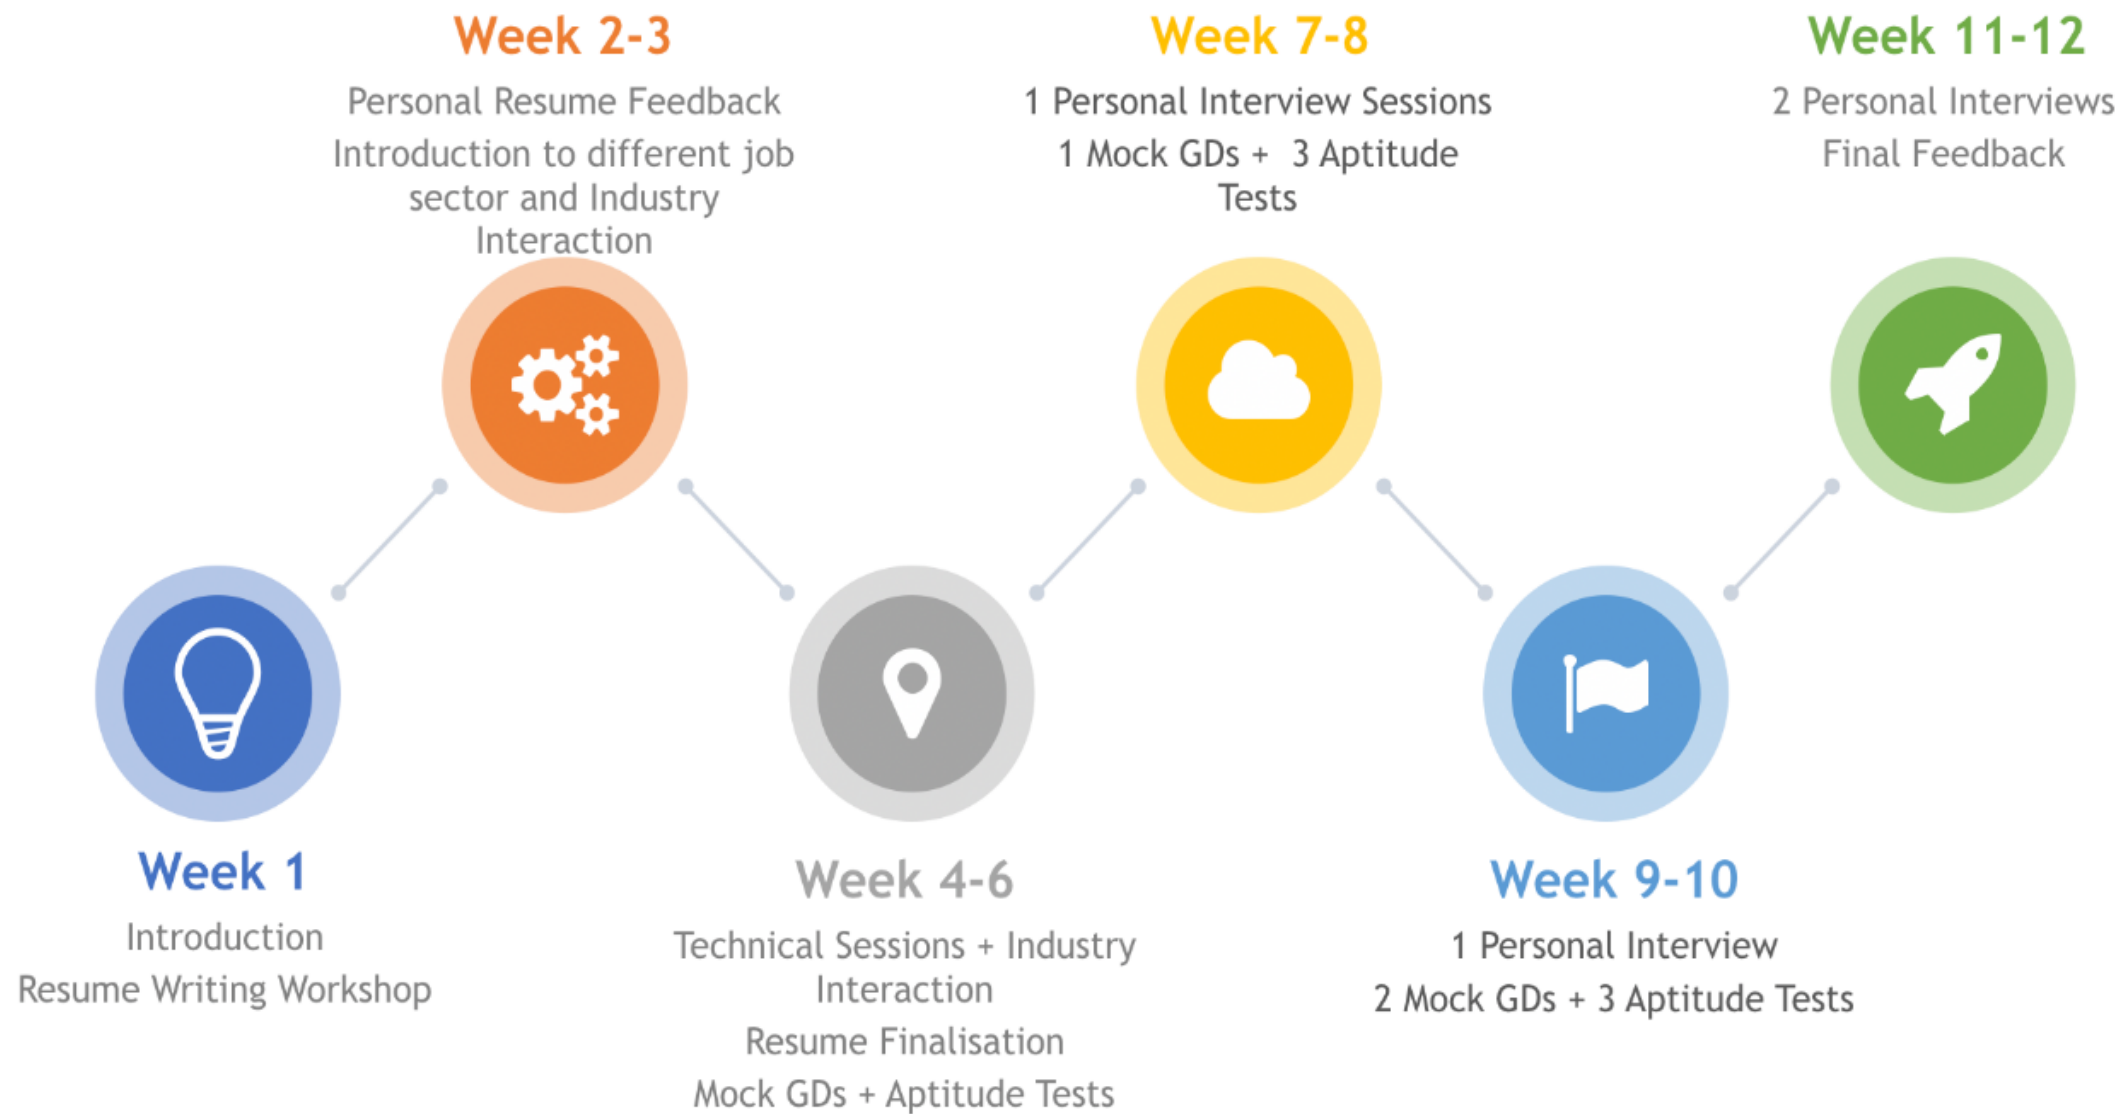 Week 1
Introduction
Resume Writing Workshop
Week 2-3
Personal Resume Feedback
Introduction to different job
sector and Industry
Interaction
Week 4-6
Technical Sessions + Industry
Interaction
Resume Finalisation
Mock GDs + Aptitude Tests
Week 7-8
1 Personal Interview Sessions
1 Mock GDs + 3 Aptitude
Tests
Week 9-10
1 Personal Interview
2 Mock GDs + 3 Aptitude Tests
Week 11-12
2 Personal Interviews
Final Feedback